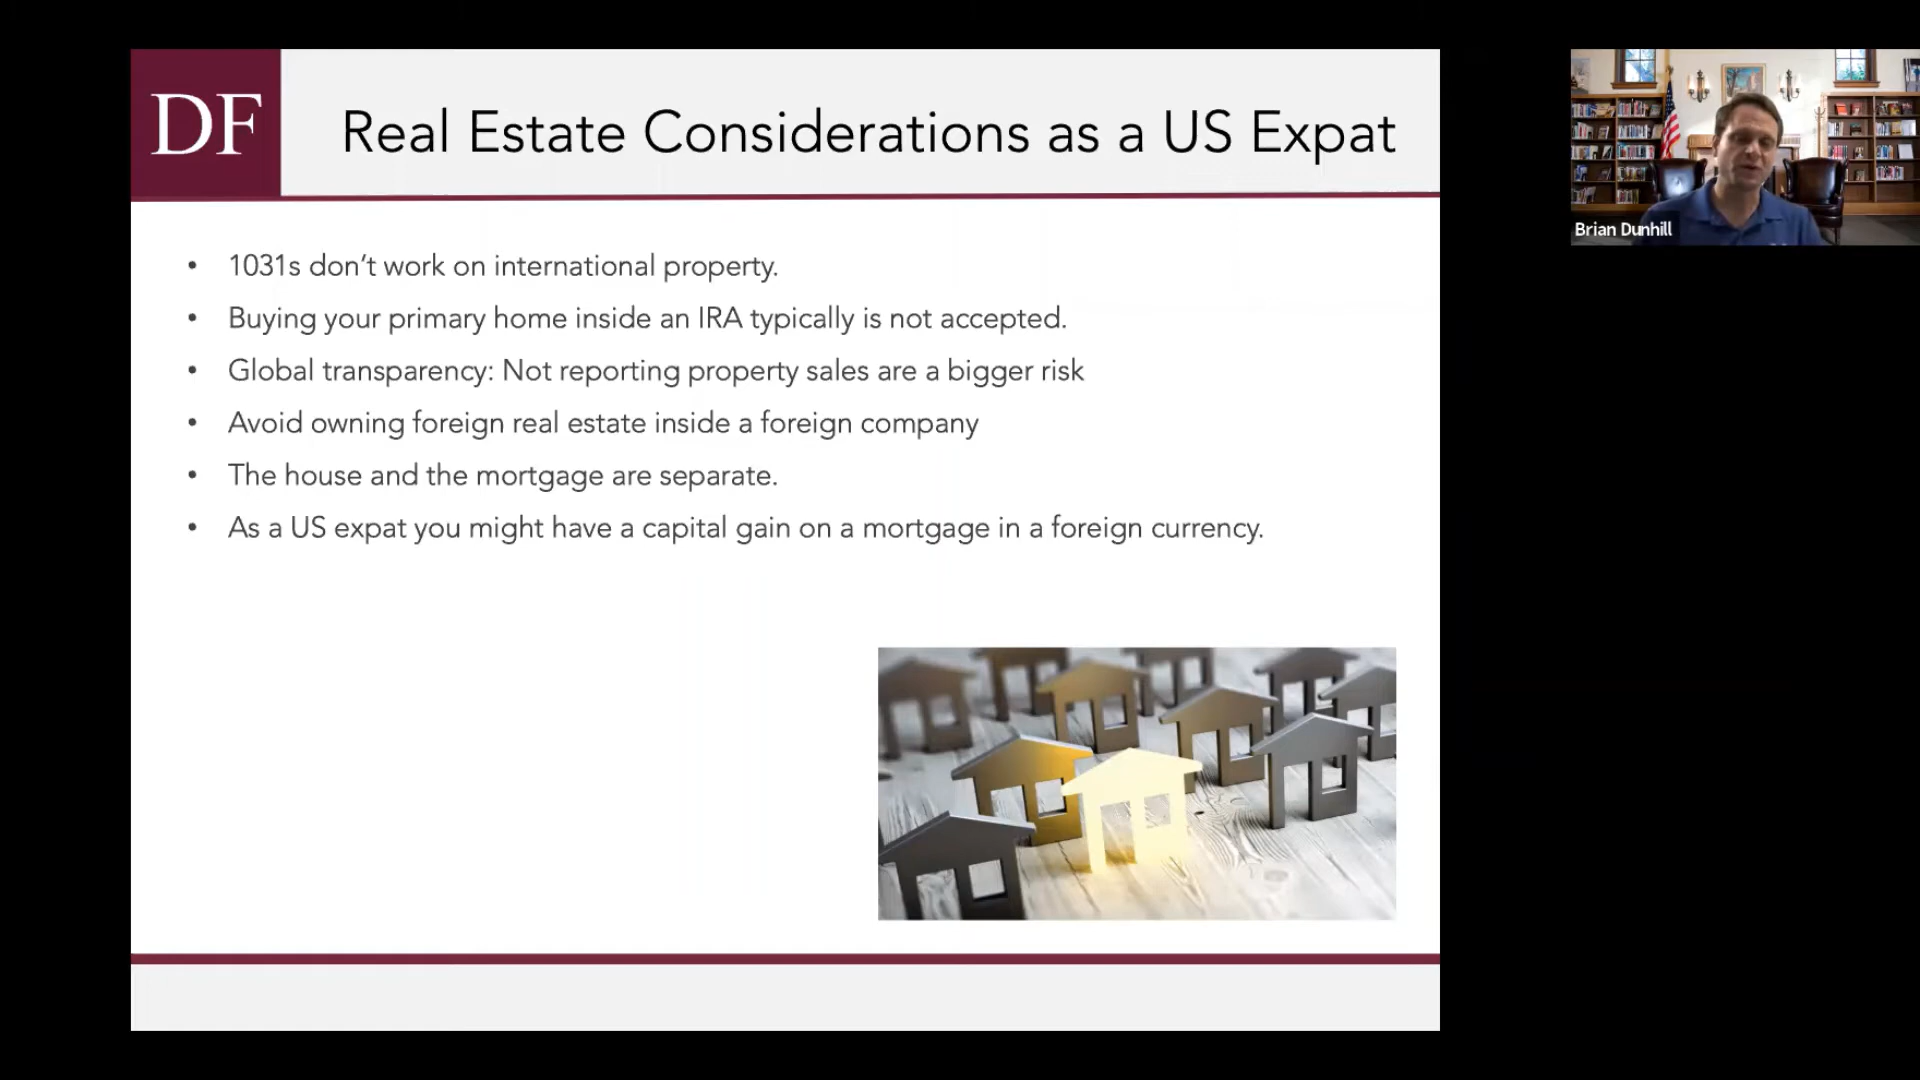 DF
Real Estate Considerations as a US Expat
• 1031s don’t work on international property.
• Buying your primary home inside an IRA typically is not accepted.
• Global transparency: Not reporting property sales are a bigger risk
• Avoid owning foreign real estate inside a foreign company
• The house and the mortgage are separate.
• As a US expat you might have a capital gain on a mortgage in a foreign currency.
Brian Dunhill